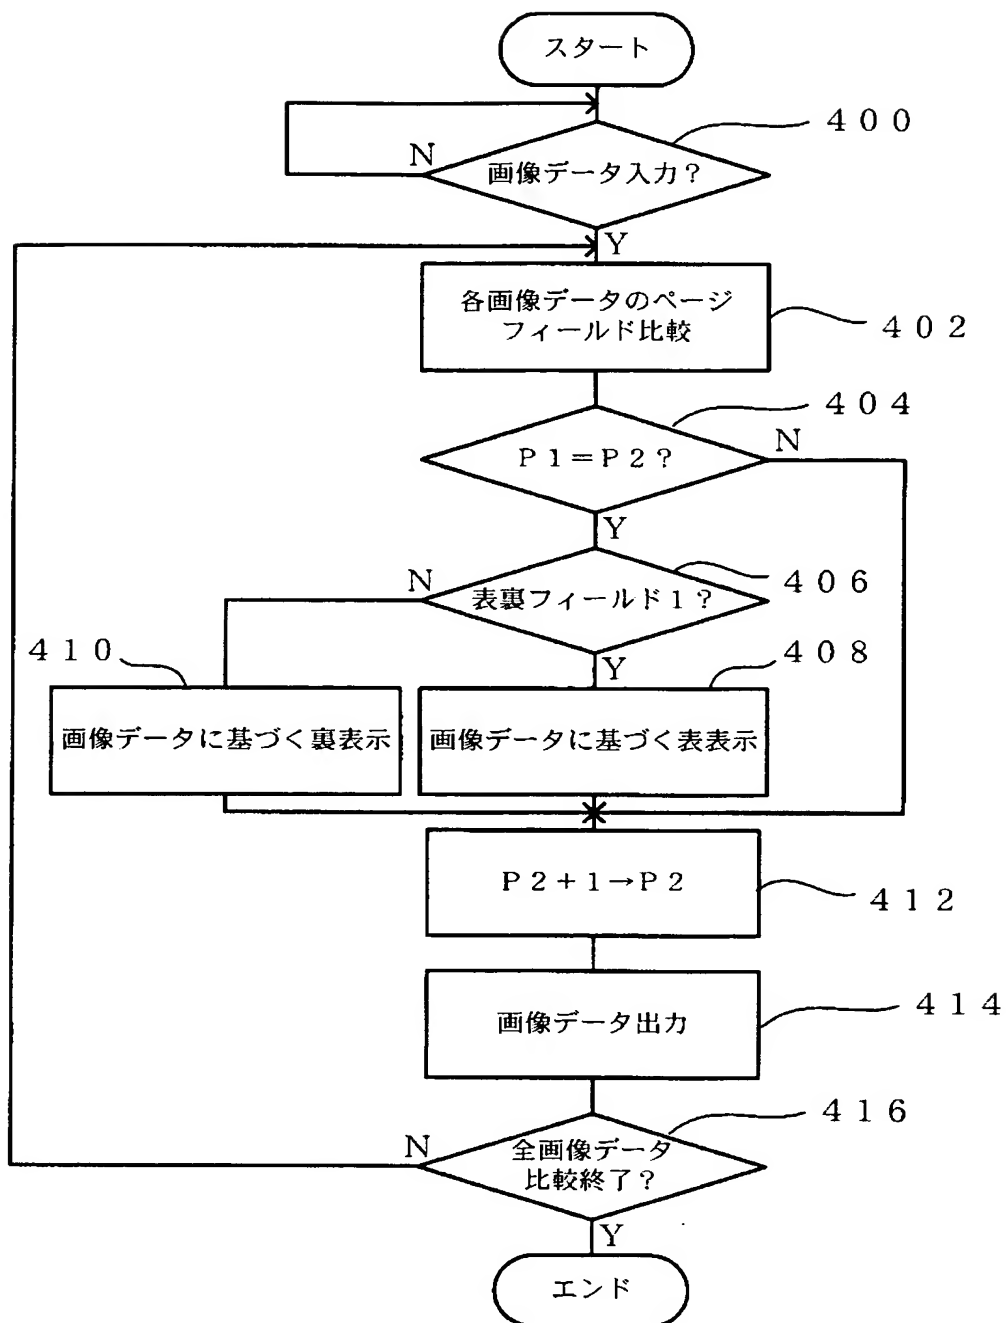 スタート
４００
N
画像データ入力？
Y
各画像データのページ
フィールド比較
４０２
４０４
Ｐ１＝Ｐ２？
N
Y
N
４０６
表裏フィールド１？
４１０
Y
４０８
画像データに基づく裏表示
画像データに基づく表表示
Ｐ２＋１→Ｐ２
４１２
画像データ出力
４１４
４１６
N
全画像データ
比較終了？
Y
エンド